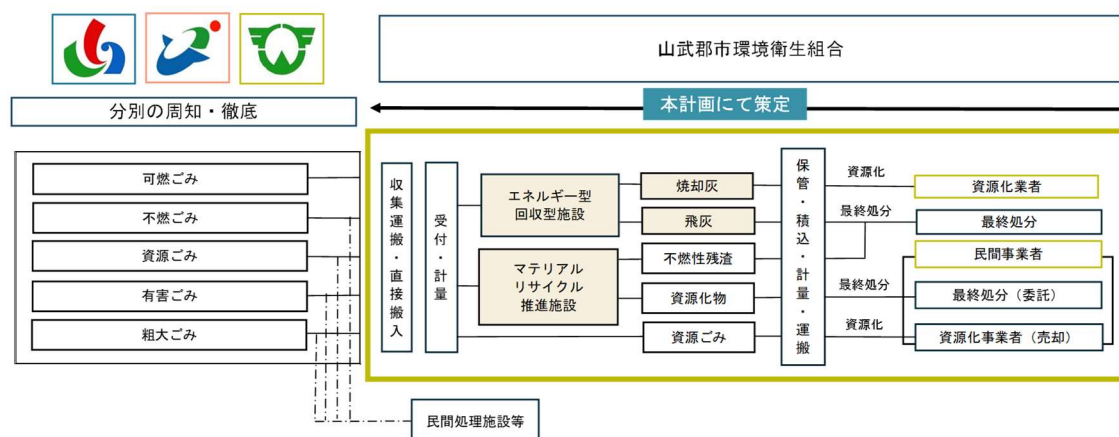 山武郡市環境衛生組合
分別の周知・徹底
本計画にて策定
可燃ごみ
不燃ごみ
資源ごみ
有害ごみ
粗大ごみ
収集運搬・直接搬入
受付・計量
エネルギー型
回収型施設
マテリアル
リサイクル
推進施設
焼却灰
飛灰
不燃性残渣
資源化物
資源ごみ
保管・積込・計量・運搬
資源化
最終処分
最終処分
資源化
資源化業者
最終処分
民間事業者
最終処分（委託）
資源化事業者（売却）
民間処理施設等